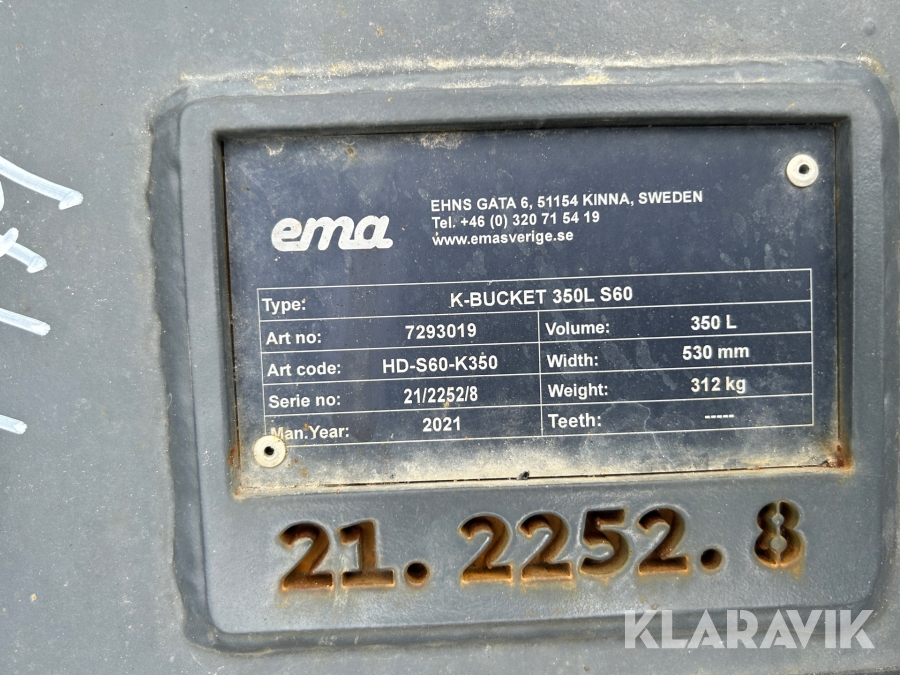 ema
EHNS GATA 6, 51154 KINNA, SWEDEN
Tel. +46 (0) 320 71 54 19
www.emasverige.se
Type: K-BUCKET 350L S60
Art no: 7293019 Volume: 350 L
Art code: HD-S60-K350 Width: 530 mm
Serie no: 21/2252/8 Weight: 312 kg
Man.Year: 2021 Teeth: -----
21. 2252. 8
KLARAVIK